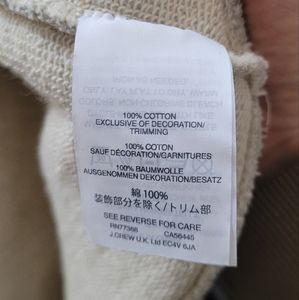 100% COTTON
EXCLUSIVE OF DECORATION/
TRIMMING
100% COTON
SAUF DÉCORATION/GARNITURES
100% BAUMWOLLE
AUSGENOMMEN DEKORATION/BESATZ
綿 100%
装飾部分を除く/トリム部
SEE REVERSE FOR CARE
RN77388 CA56445
J.CREW U.K. Ltd EC4V 6JA